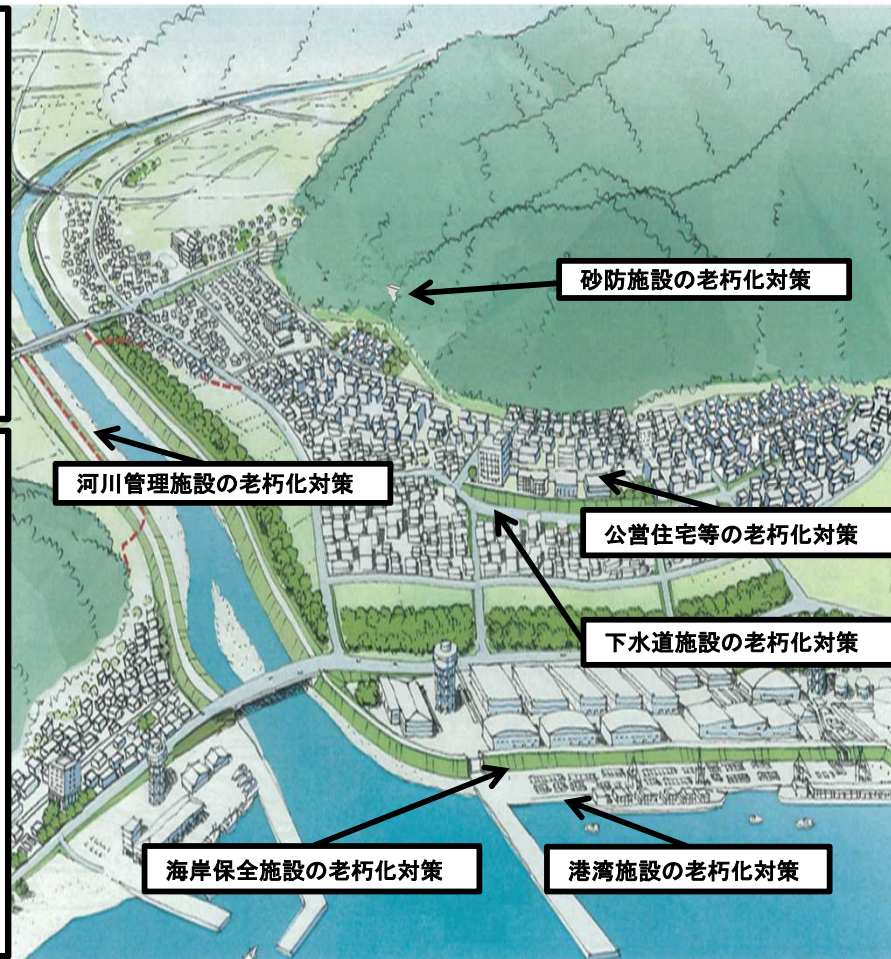 砂防施設の老朽化対策
河川管理施設の老朽化対策
公営住宅等の老朽化対策
下水道施設の老朽化対策
海岸保全施設の老朽化対策
港湾施設の老朽化対策